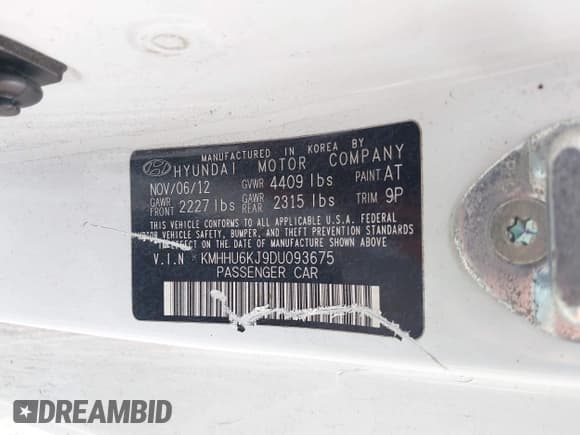 MANUFACTURED IN KOREA BY
HYUNDAI MOTOR COMPANY
NOV/06/12 GVWR 4409 lbs PAINT AT
GAWR FRONT 2227 lbs GAWR REAR 2315 lbs TRIM 9P
THIS VEHICLE CONFORMS TO ALL APPLICABLE U.S.A. FEDERAL
MOTOR VEHICLE SAFETY, BUMPER, AND THEFT PREVENTION STANDARDS
IN EFFECT ON THE DATE OF MANUFACTURE SHOWN ABOVE.
V.I.N × KMHHU6KJ9DU093675
PASSENGER CAR
DREAMBID